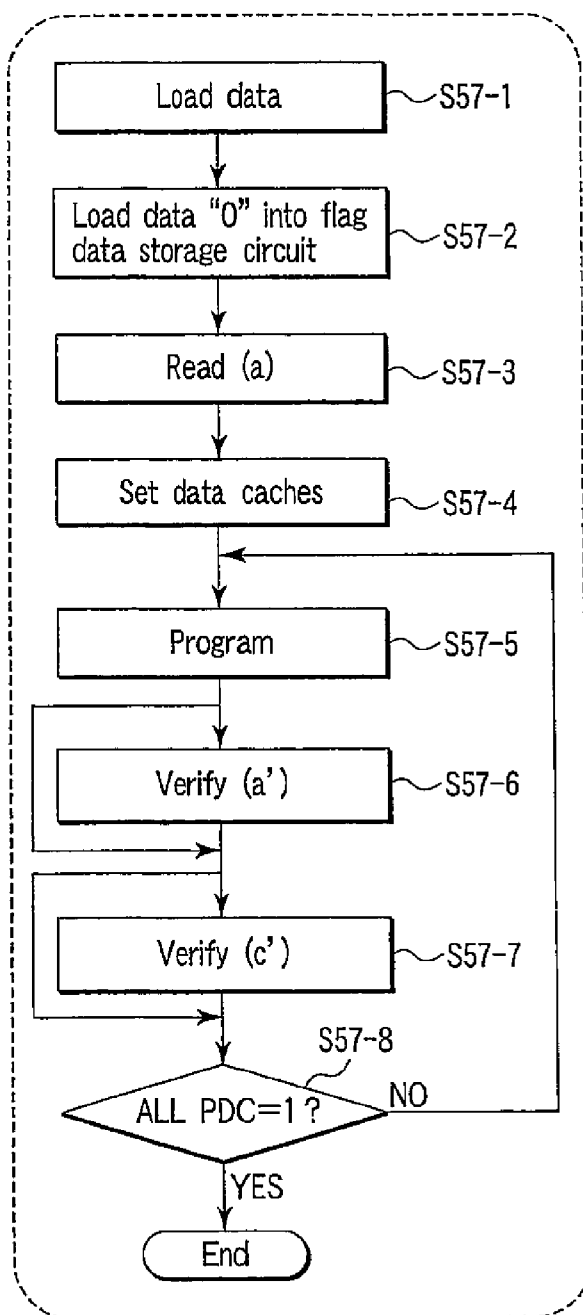 Load data
S57-1
Load data "0" into flag
data storage circuit
S57-2
Read (a)
S57-3
Set data caches
S57-4
Program
S57-5
Verify (a')
S57-6
Verify (c')
S57-7
S57-8
ALL PDC=1?
NO
YES
End